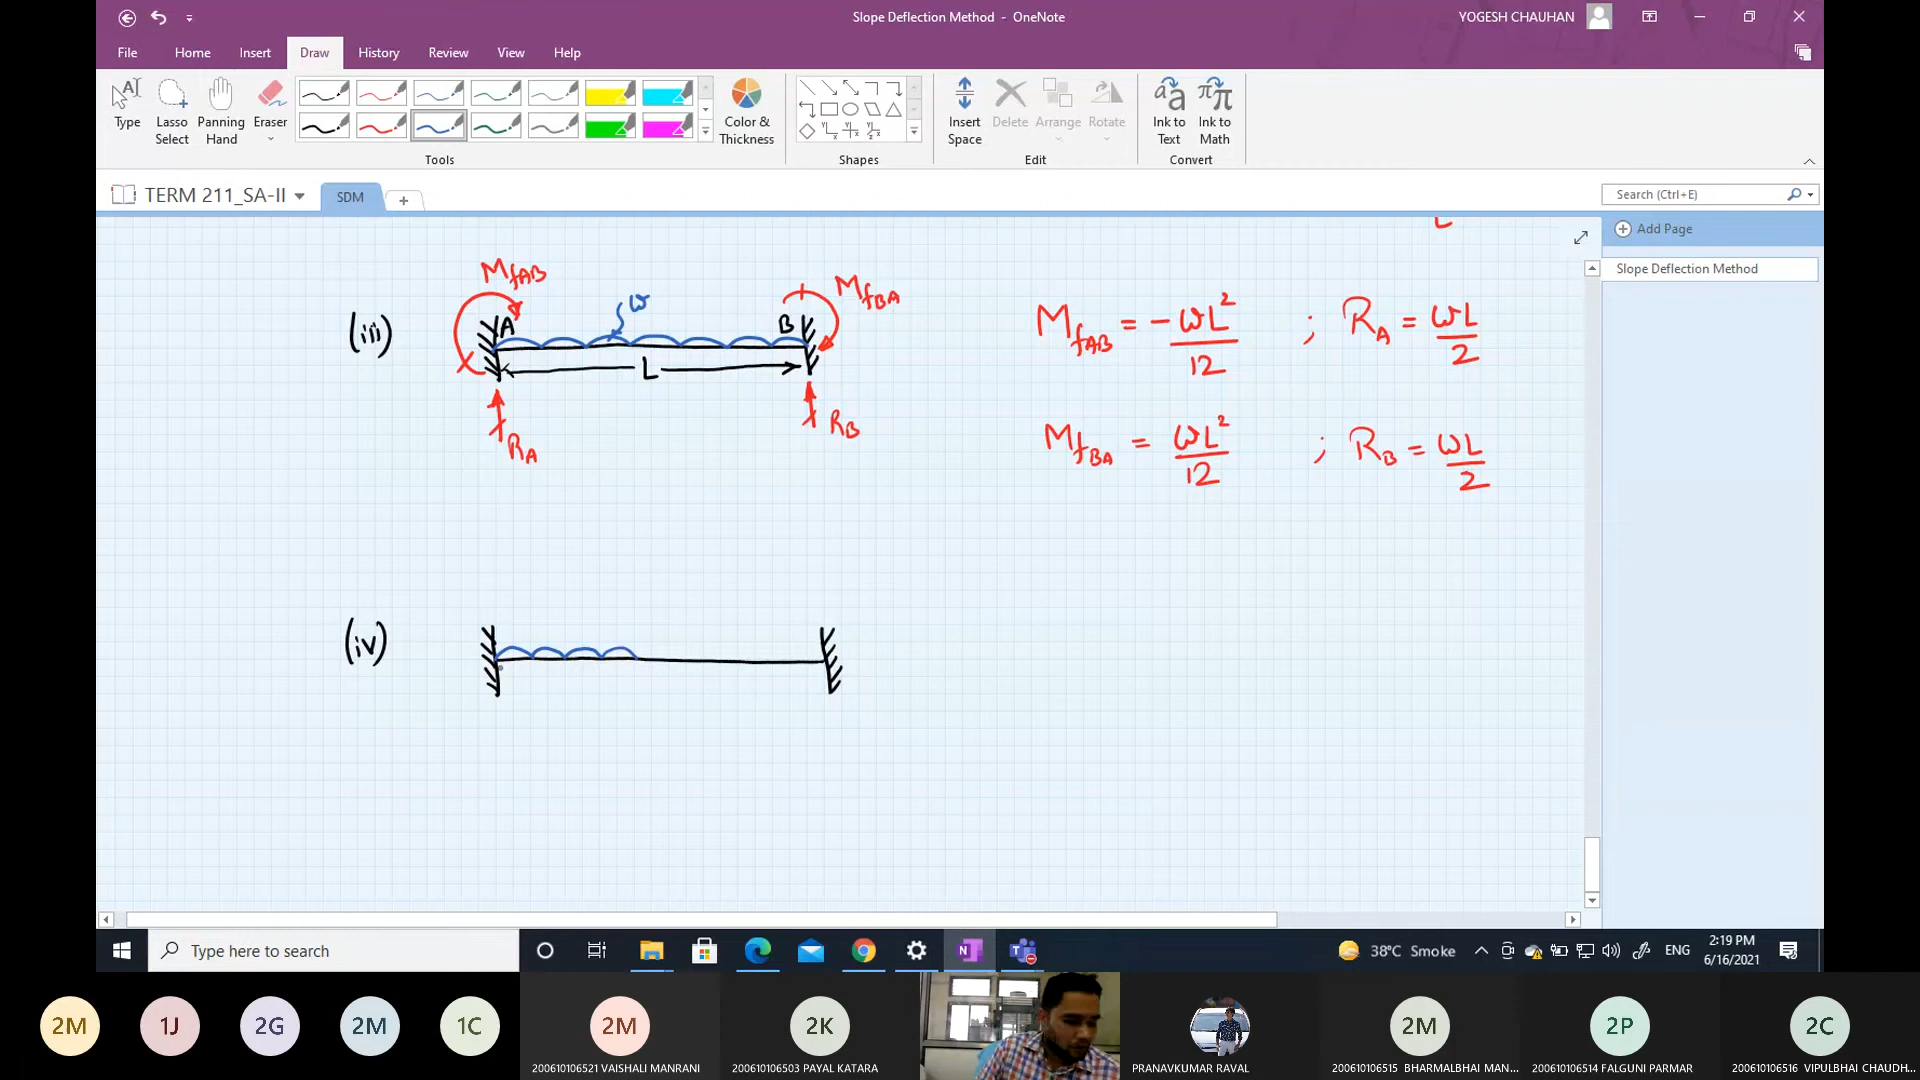 Slope Deflection Method - OneNote
YOGESH CHAUHAN
File Home Insert Draw History Review View Help
Type
Lasso Select
Panning Hand
Eraser
Color & Thickness
Insert Space
Delete
Arrange
Rotate
Ink to Text
Ink to Math
Tools
Shapes
Edit
Convert
TERM 211_SA-II
SDM
Search (Ctrl+E)
Add Page
Slope Deflection Method
L
(iii)
MfAB
A
w
B
MfBA
L
RA
RB
MfAB = -wL²/12 ; RA = wL/2
MfBA = wL²/12 ; RB = wL/2
(iv)
Type here to search
38°C Smoke
ENG
2:19 PM
6/16/2021
2M 1J 2G 2M 1C 2M 2K 2M 2P 2C
200610106521 VAISHALI MANRANI
200610106503 PAYAL KATARA
PRANAVKUMAR RAVAL
200610106515 BHARMALBHAI MAN...
200610106514 FALGUNI PARMAR
200610106516 VIPULBHAI CHAUDH...